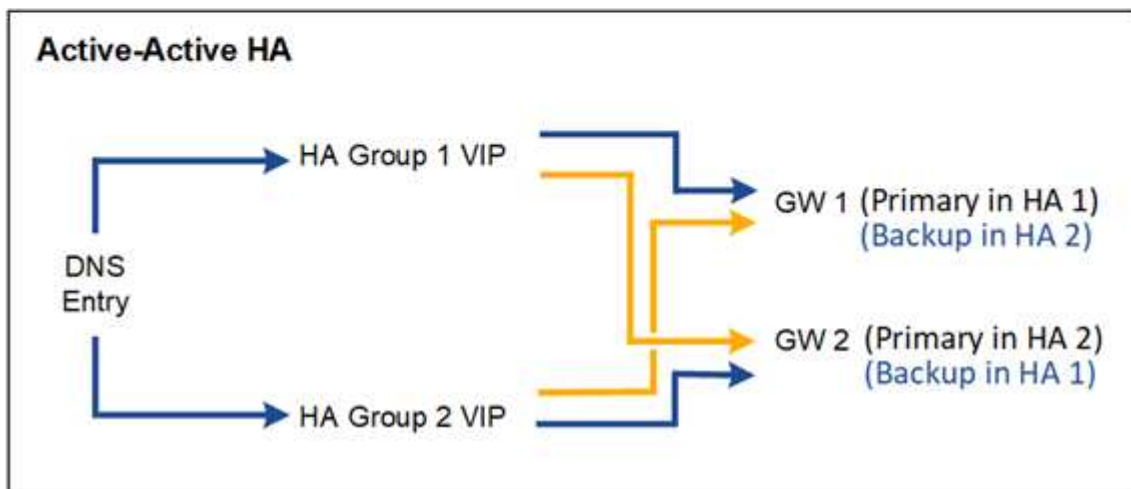 Active-Active HA
HA Group 1 VIP
GW 1 (Primary in HA 1)
(Backup in HA 2)
DNS
Entry
GW 2 (Primary in HA 2)
(Backup in HA 1)
HA Group 2 VIP